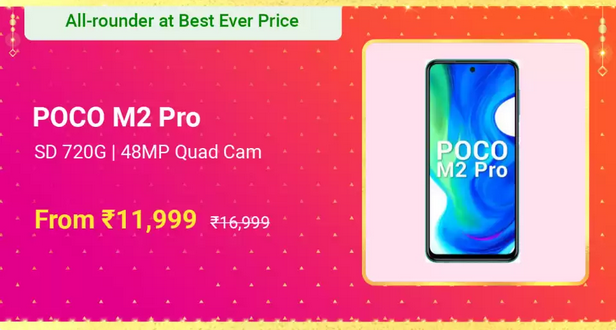 All-rounder at Best Ever Price
POCO M2 Pro
SD 720G | 48MP Quad Cam
From ₹11,999 ₹16,999
POCO
M2 Pro